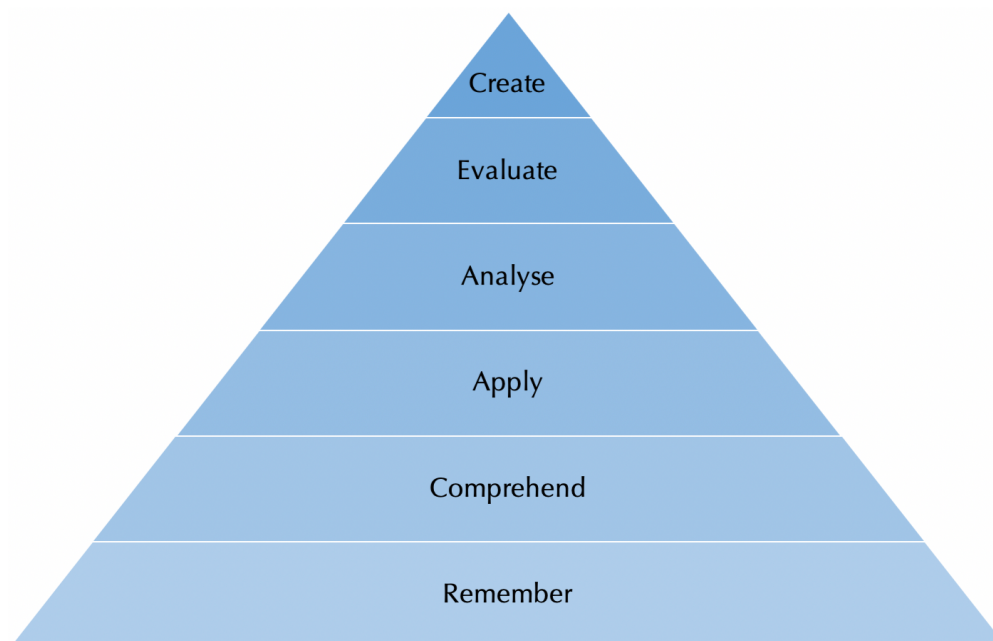 Create
Evaluate
Analyse
Apply
Comprehend
Remember